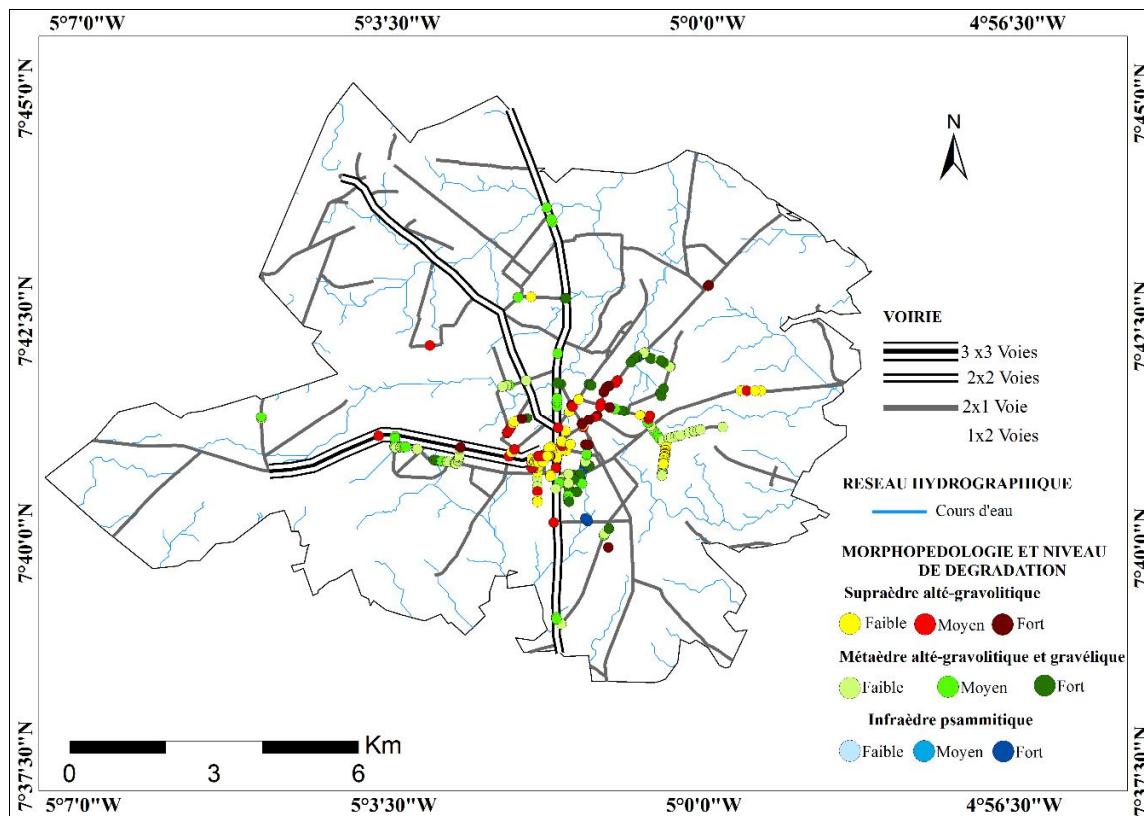 5°7'0"W 5°3'30"W 5°0'0"W 4°56'30"W
7°45'0"N 7°45'0"N
N
7°42'30"N 7°42'30"N
VOIRIE
3 x3 Voies
2x2 Voies
2x1 Voie
1x2 Voies
RESEAU HYDROGRAPHIQUE
Cours d'eau
7°40'0"N 7°40'0"N
MORPHOPEDOLOGIE ET NIVEAU
DE DEGRADATION
Supraèdre alté-gravolitique
Faible Moyen Fort
Métaèdre alté-gravolitique et gravélique
Faible Moyen Fort
Infraèdre psammitique
Faible Moyen Fort
Km
0 3 6
7°37'30"N 7°37'30"N
5°7'0"W 5°3'30"W 5°0'0"W 4°56'30"W